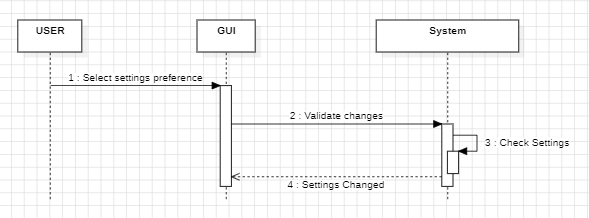 USER
GUI
System
1 : Select settings preference
2 : Validate changes
3 : Check Settings
4 : Settings Changed